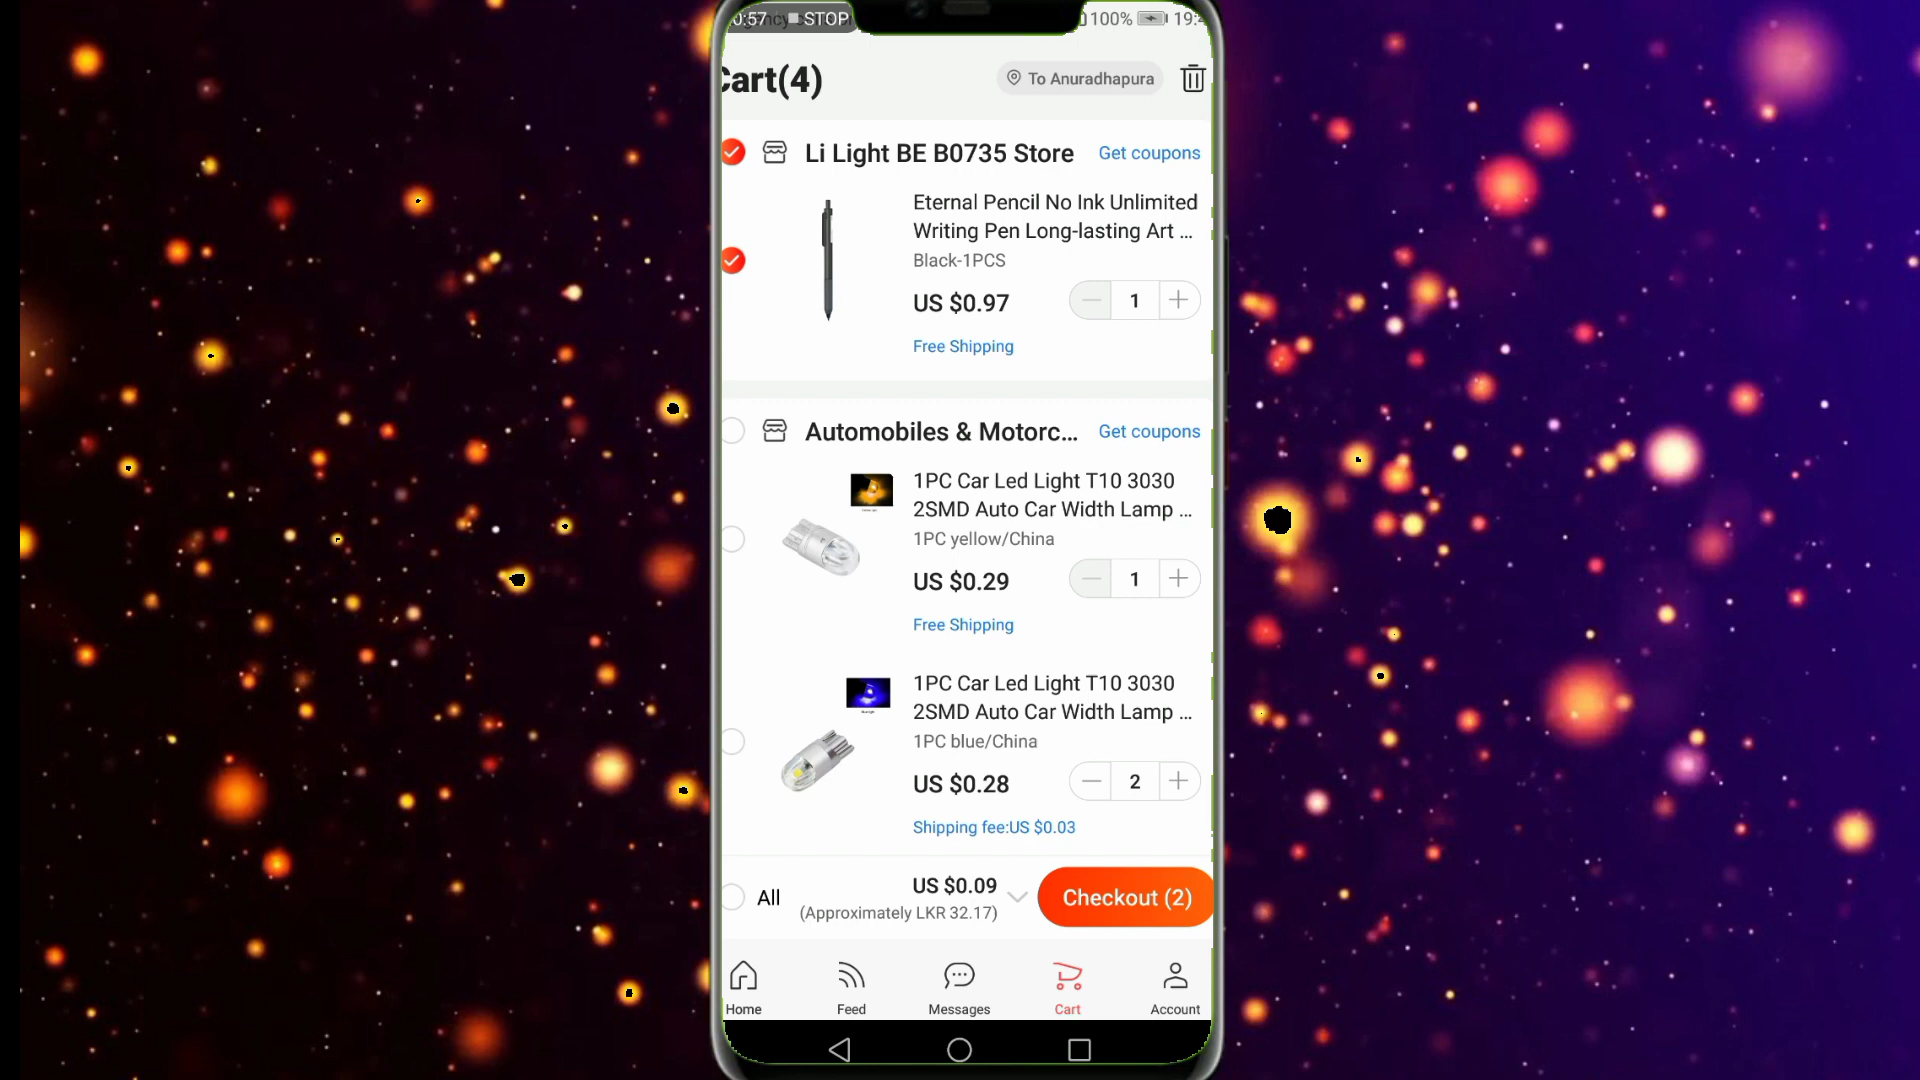 0:57 STOP
100% 19:4
Cart(4)
To Anuradhapura
Li Light BE B0735 Store
Get coupons
Eternal Pencil No Ink Unlimited
Writing Pen Long-lasting Art ...
Black-1PCS
US $0.97
1
Free Shipping
Automobiles & Motorc...
Get coupons
1PC Car Led Light T10 3030
2SMD Auto Car Width Lamp ...
1PC yellow/China
US $0.29
1
Free Shipping
1PC Car Led Light T10 3030
2SMD Auto Car Width Lamp ...
1PC blue/China
US $0.28
2
Shipping fee:US $0.03
All
US $0.09
(Approximately LKR 32.17)
Checkout (2)
Home
Feed
Messages
Cart
Account